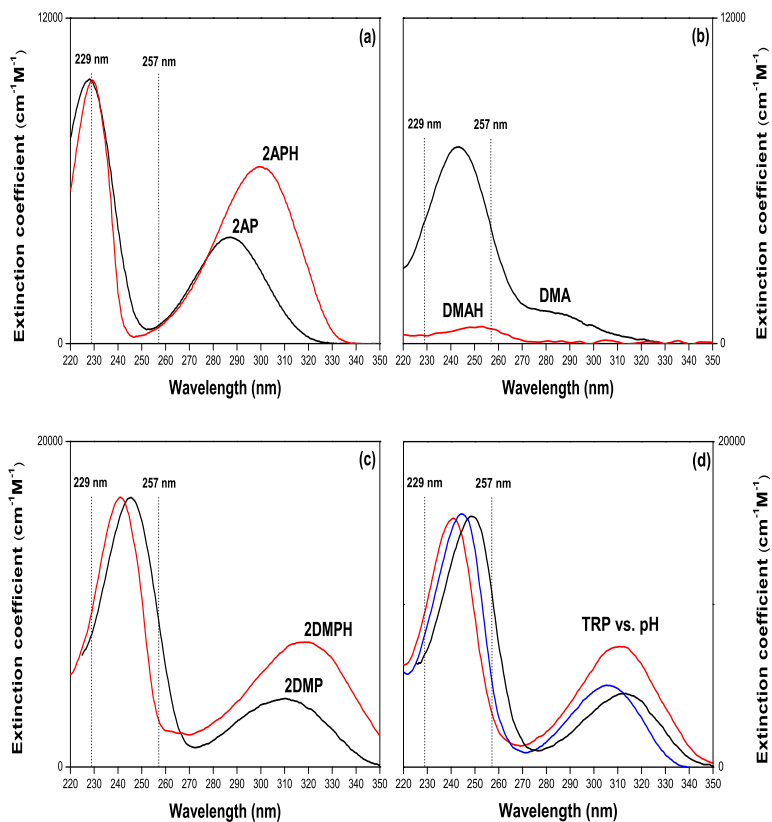 12000
(a)
229 nm
257 nm
2APH
2AP
Extinction coefficient (cm⁻¹M⁻¹)
0
220 230 240 250 260 270 280 290 300 310 320 330 340 350
Wavelength (nm)
12000
(b)
229 nm
257 nm
DMA
DMAH
Extinction coefficient (cm⁻¹M⁻¹)
0
220 230 240 250 260 270 280 290 300 310 320 330 340 350
Wavelength (nm)
20000
(c)
229 nm
257 nm
2DMPH
2DMP
Extinction coefficient (cm⁻¹M⁻¹)
0
220 230 240 250 260 270 280 290 300 310 320 330 340 350
Wavelength (nm)
20000
(d)
229 nm
257 nm
TRP vs. pH
Extinction coefficient (cm⁻¹M⁻¹)
0
220 230 240 250 260 270 280 290 300 310 320 330 340 350
Wavelength (nm)